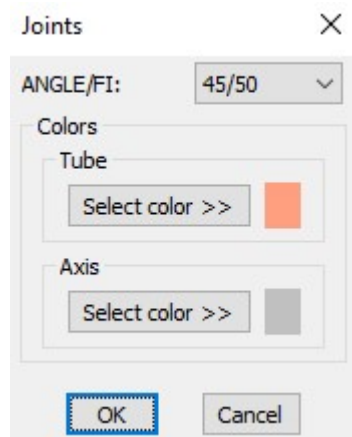 Joints
ANGLE/FI: 45/50
Colors
Tube
Select color >>
Axis
Select color >>
OK Cancel